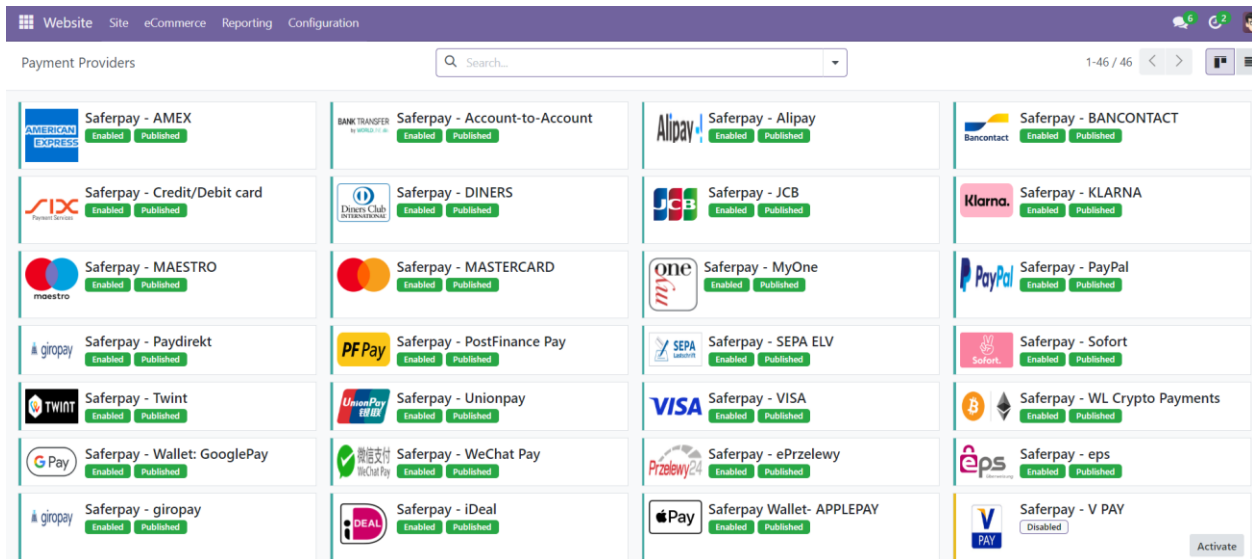 Website Site eCommerce Reporting Configuration 6 2
Payment Providers Search... 1-46 / 46
AMERICAN EXPRESS Saferpay - AMEX Enabled Published
BANK TRANSFER Saferpay - Account-to-Account Enabled Published
Alipay Saferpay - Alipay Enabled Published
Bancontact Saferpay - BANCONTACT Enabled Published
SIX Payment Services Saferpay - Credit/Debit card Enabled Published
Diners Club INTERNATIONAL Saferpay - DINERS Enabled Published
JCB Saferpay - JCB Enabled Published
Klarna. Saferpay - KLARNA Enabled Published
maestro Saferpay - MAESTRO Enabled Published
Saferpay - MASTERCARD Enabled Published
my one Saferpay - MyOne Enabled Published
PayPal Saferpay - PayPal Enabled Published
giropay Saferpay - Paydirekt Enabled Published
PF Pay Saferpay - PostFinance Pay Enabled Published
SEPA Lastschrift Saferpay - SEPA ELV Enabled Published
Sofort. Saferpay - Sofort Enabled Published
TWINT Saferpay - Twint Enabled Published
UnionPay 银联 Saferpay - Unionpay Enabled Published
VISA Saferpay - VISA Enabled Published
Saferpay - WL Crypto Payments Enabled Published
G Pay Saferpay - Wallet: GooglePay Enabled Published
微信支付 WeChat Pay Saferpay - WeChat Pay Enabled Published
Przelewy24 Saferpay - ePrzelewy Enabled Published
eps Saferpay - eps Enabled Published
giropay Saferpay - giropay Enabled Published
iDEAL Saferpay - iDeal Enabled Published
Pay Saferpay Wallet- APPLEPAY Enabled Published
V PAY Saferpay - V PAY Disabled
Activate